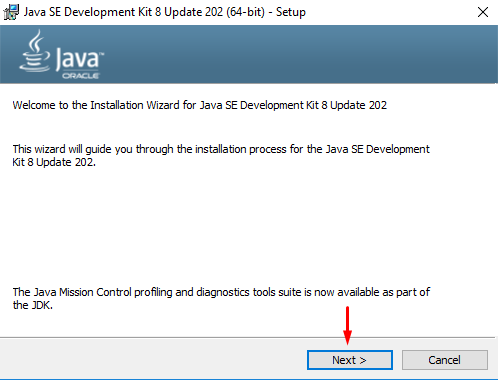 Java SE Development Kit 8 Update 202 (64-bit) - Setup
Java™
ORACLE
Welcome to the Installation Wizard for Java SE Development Kit 8 Update 202
This wizard will guide you through the installation process for the Java SE Development
Kit 8 Update 202.
The Java Mission Control profiling and diagnostics tools suite is now available as part of
the JDK.
Next >
Cancel